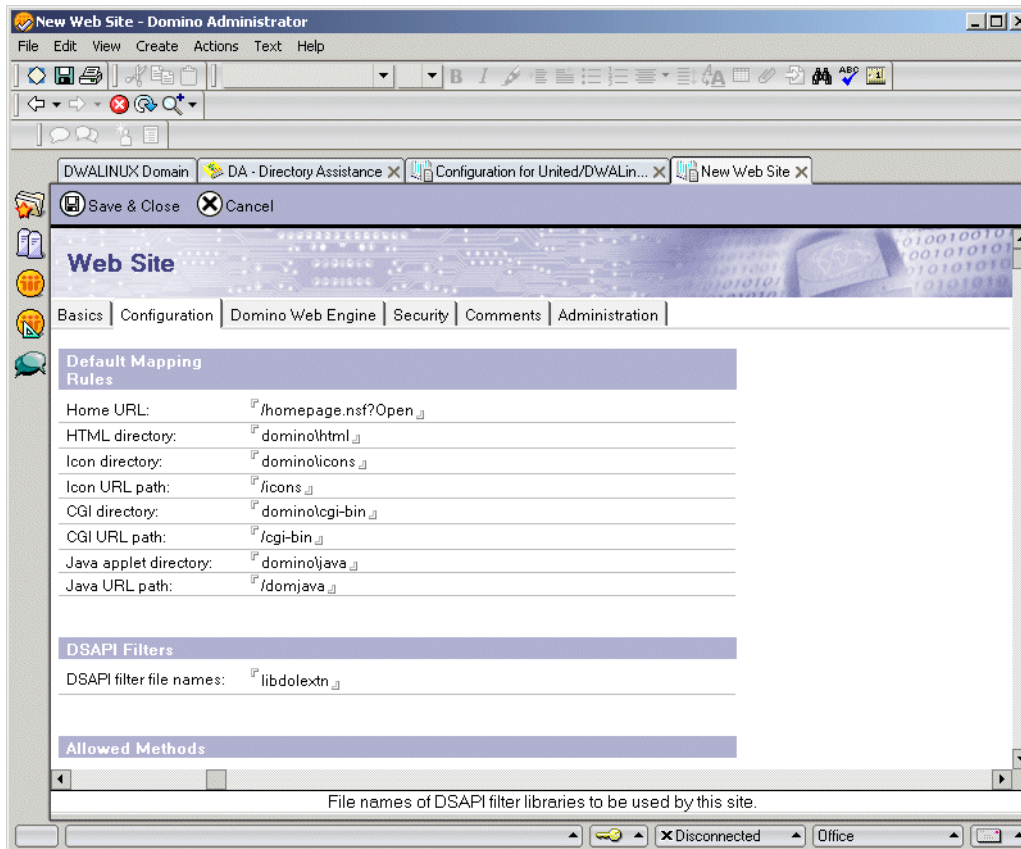 New Web Site - Domino Administrator
File Edit View Create Actions Text Help
B I A ABC 1
DWALINUX Domain DA - Directory Assistance Configuration for United/DWALin... New Web Site
Save & Close Cancel
Web Site
Basics Configuration Domino Web Engine Security Comments Administration
Default Mapping
Rules
Home URL: /homepage.nsf?Open
HTML directory: domino\html
Icon directory: domino\icons
Icon URL path: /icons
CGI directory: domino\cgi-bin
CGI URL path: /cgi-bin
Java applet directory: domino\java
Java URL path: /domjava
DSAPI Filters
DSAPI filter file names: libdolextn
Allowed Methods
File names of DSAPI filter libraries to be used by this site.
Disconnected Office